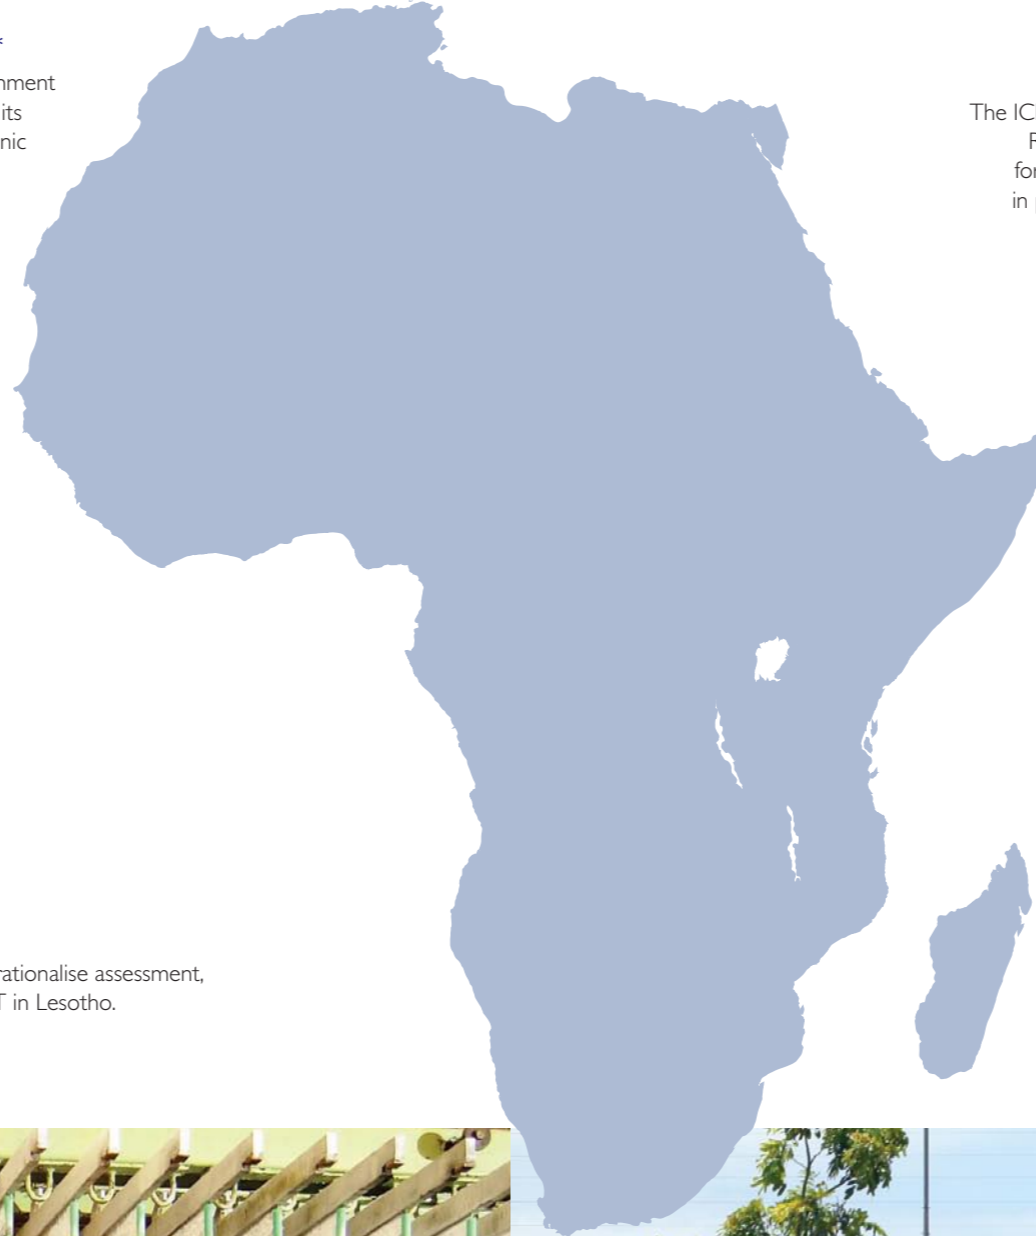 *
nment
its
nic
The IC
R
for
in
rationalise assessment,
T in Lesotho.